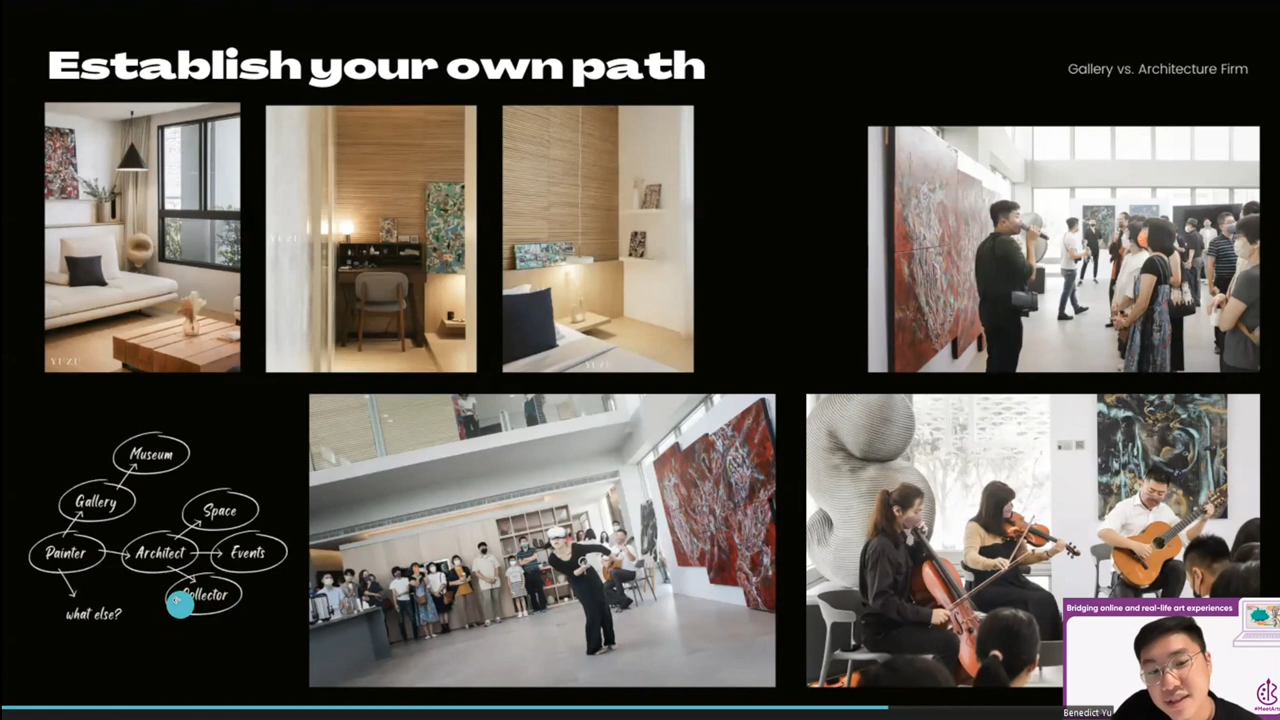 Establish your own path
Gallery vs. Architecture Firm
YUZU
YUZU
Museum
Gallery
Space
Painter
Architect
Events
Collector
what else?
Bridging online and real-life art experiences
Benedict Yu